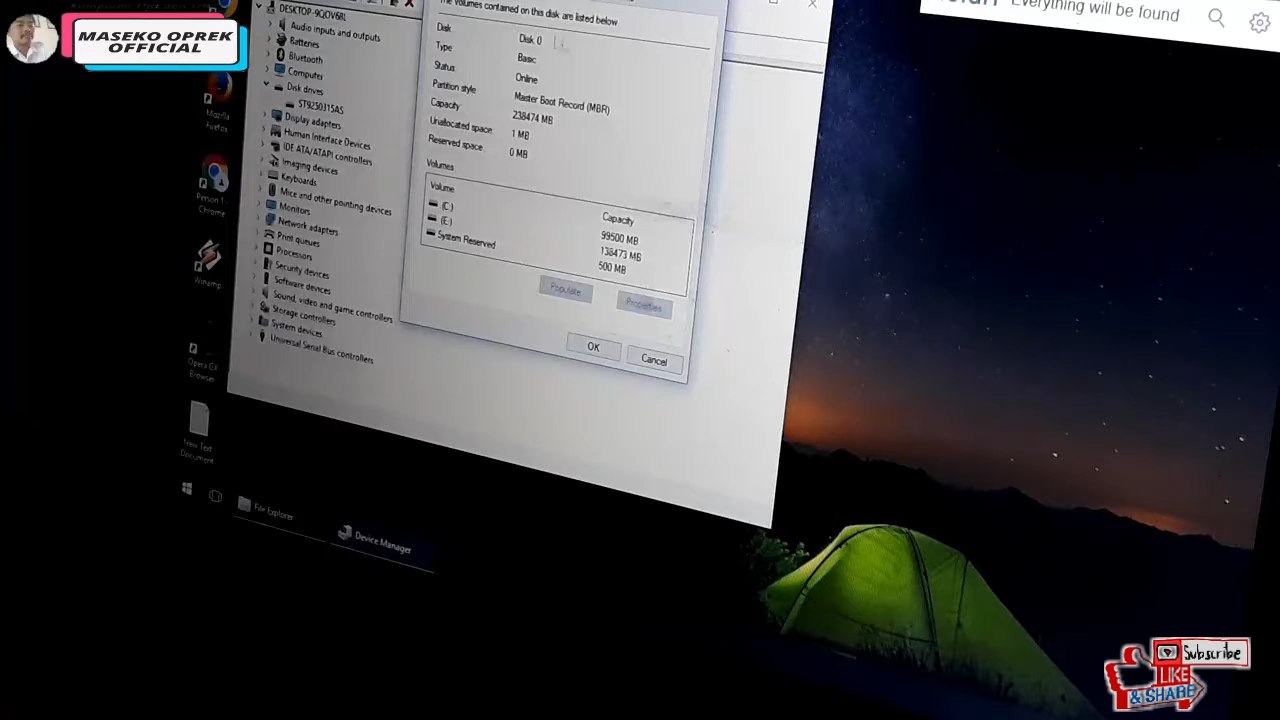 MASEKO OPREK
OFFICIAL
Everything will be found
DESKTOP-9QOV68L
Audio inputs and outputs
Batteries
Bluetooth
Computer
Disk drives
ST9250315AS
Display adapters
Human Interface Devices
IDE ATA/ATAPI controllers
Imaging devices
Keyboards
Mice and other pointing devices
Monitors
Network adapters
Print queues
Processors
Security devices
Software devices
Sound, video and game controllers
Storage controllers
System devices
Universal Serial Bus controllers
The volumes contained on this disk are listed below
Disk
Disk 0
Type
Basic
Status
Online
Partition style
Master Boot Record (MBR)
Capacity
238474 MB
Unallocated space
1 MB
Reserved space
0 MB
Volumes
Volume
Capacity
(C:)
99500 MB
(E:)
138473 MB
System Reserved
500 MB
Populate
Properties
OK
Cancel
Mozilla
Firefox
Person 1 -
Chrome
Winamp
Opera GX
Browser
New Text
Document
File Explorer
Device Manager
Subscribe
LIKE
& SHARE